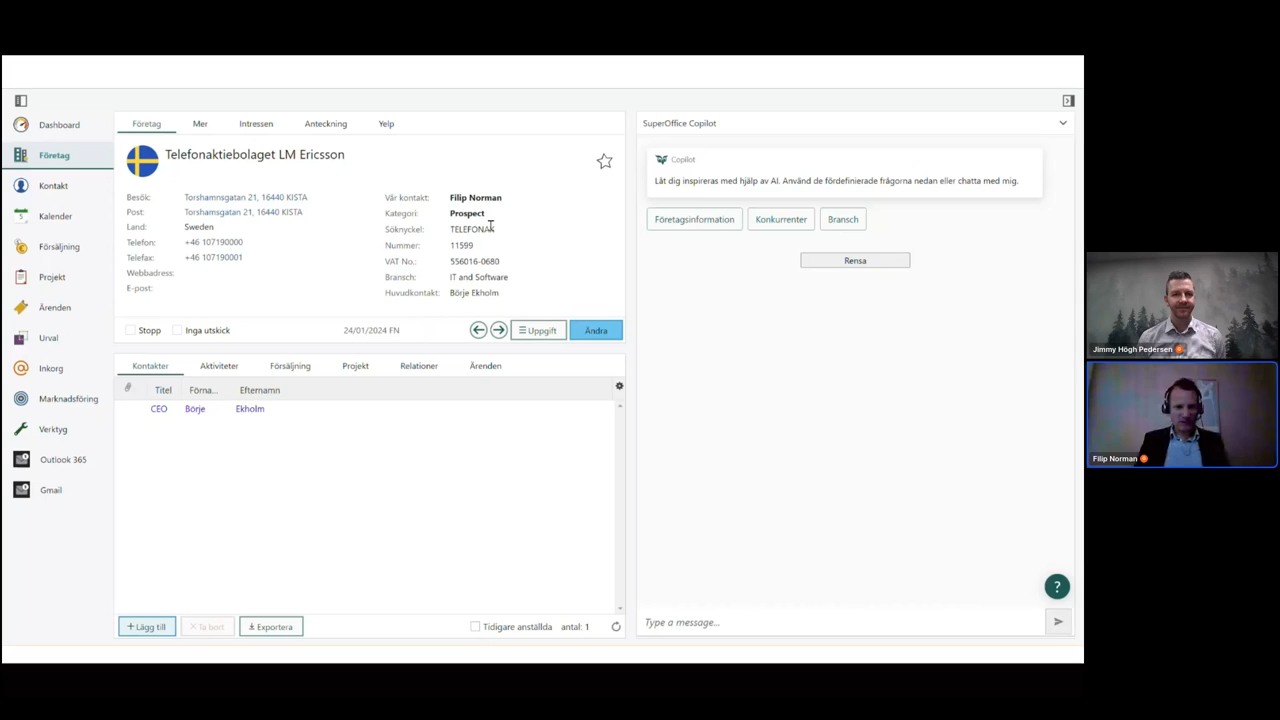 Dashboard
Företag
Kontakt
5
Kalender
Försäljning
Projekt
Ärenden
Urval
Inkorg
Marknadsföring
Verktyg
Outlook 365
Gmail
Företag Mer Intressen Anteckning Yelp
Telefonaktiebolaget LM Ericsson
Besök: Torshamnsgatan 21, 16440 KISTA
Post: Torshamsgatan 21, 16440 KISTA
Land: Sweden
Telefon: +46 107190000
Telefax: +46 107190001
Webbadress:
E-post:
Vår kontakt: Filip Norman
Kategori: Prospect
Söknyckel: TELEFONAK
Nummer: 11599
VAT No.: 556016-0680
Bransch: IT and Software
Huvudkontakt: Börje Ekholm
Stopp Inga utskick 24/01/2024 FN Uppgift Ändra
Kontakter Aktiviteter Försäljning Projekt Relationer Ärenden
Titel Förna... Efternamn
CEO Börje Ekholm
+ Lägg till × Ta bort Exportera Tidigare anställda antal: 1
SuperOffice Copilot
Copilot
Låt dig inspireras med hjälp av AI. Använd de fördefinierade frågorna nedan eller chatta med mig.
Företagsinformation Konkurrenter Bransch
Rensa
?
Type a message...
Jimmy Högh Pedersen
Filip Norman